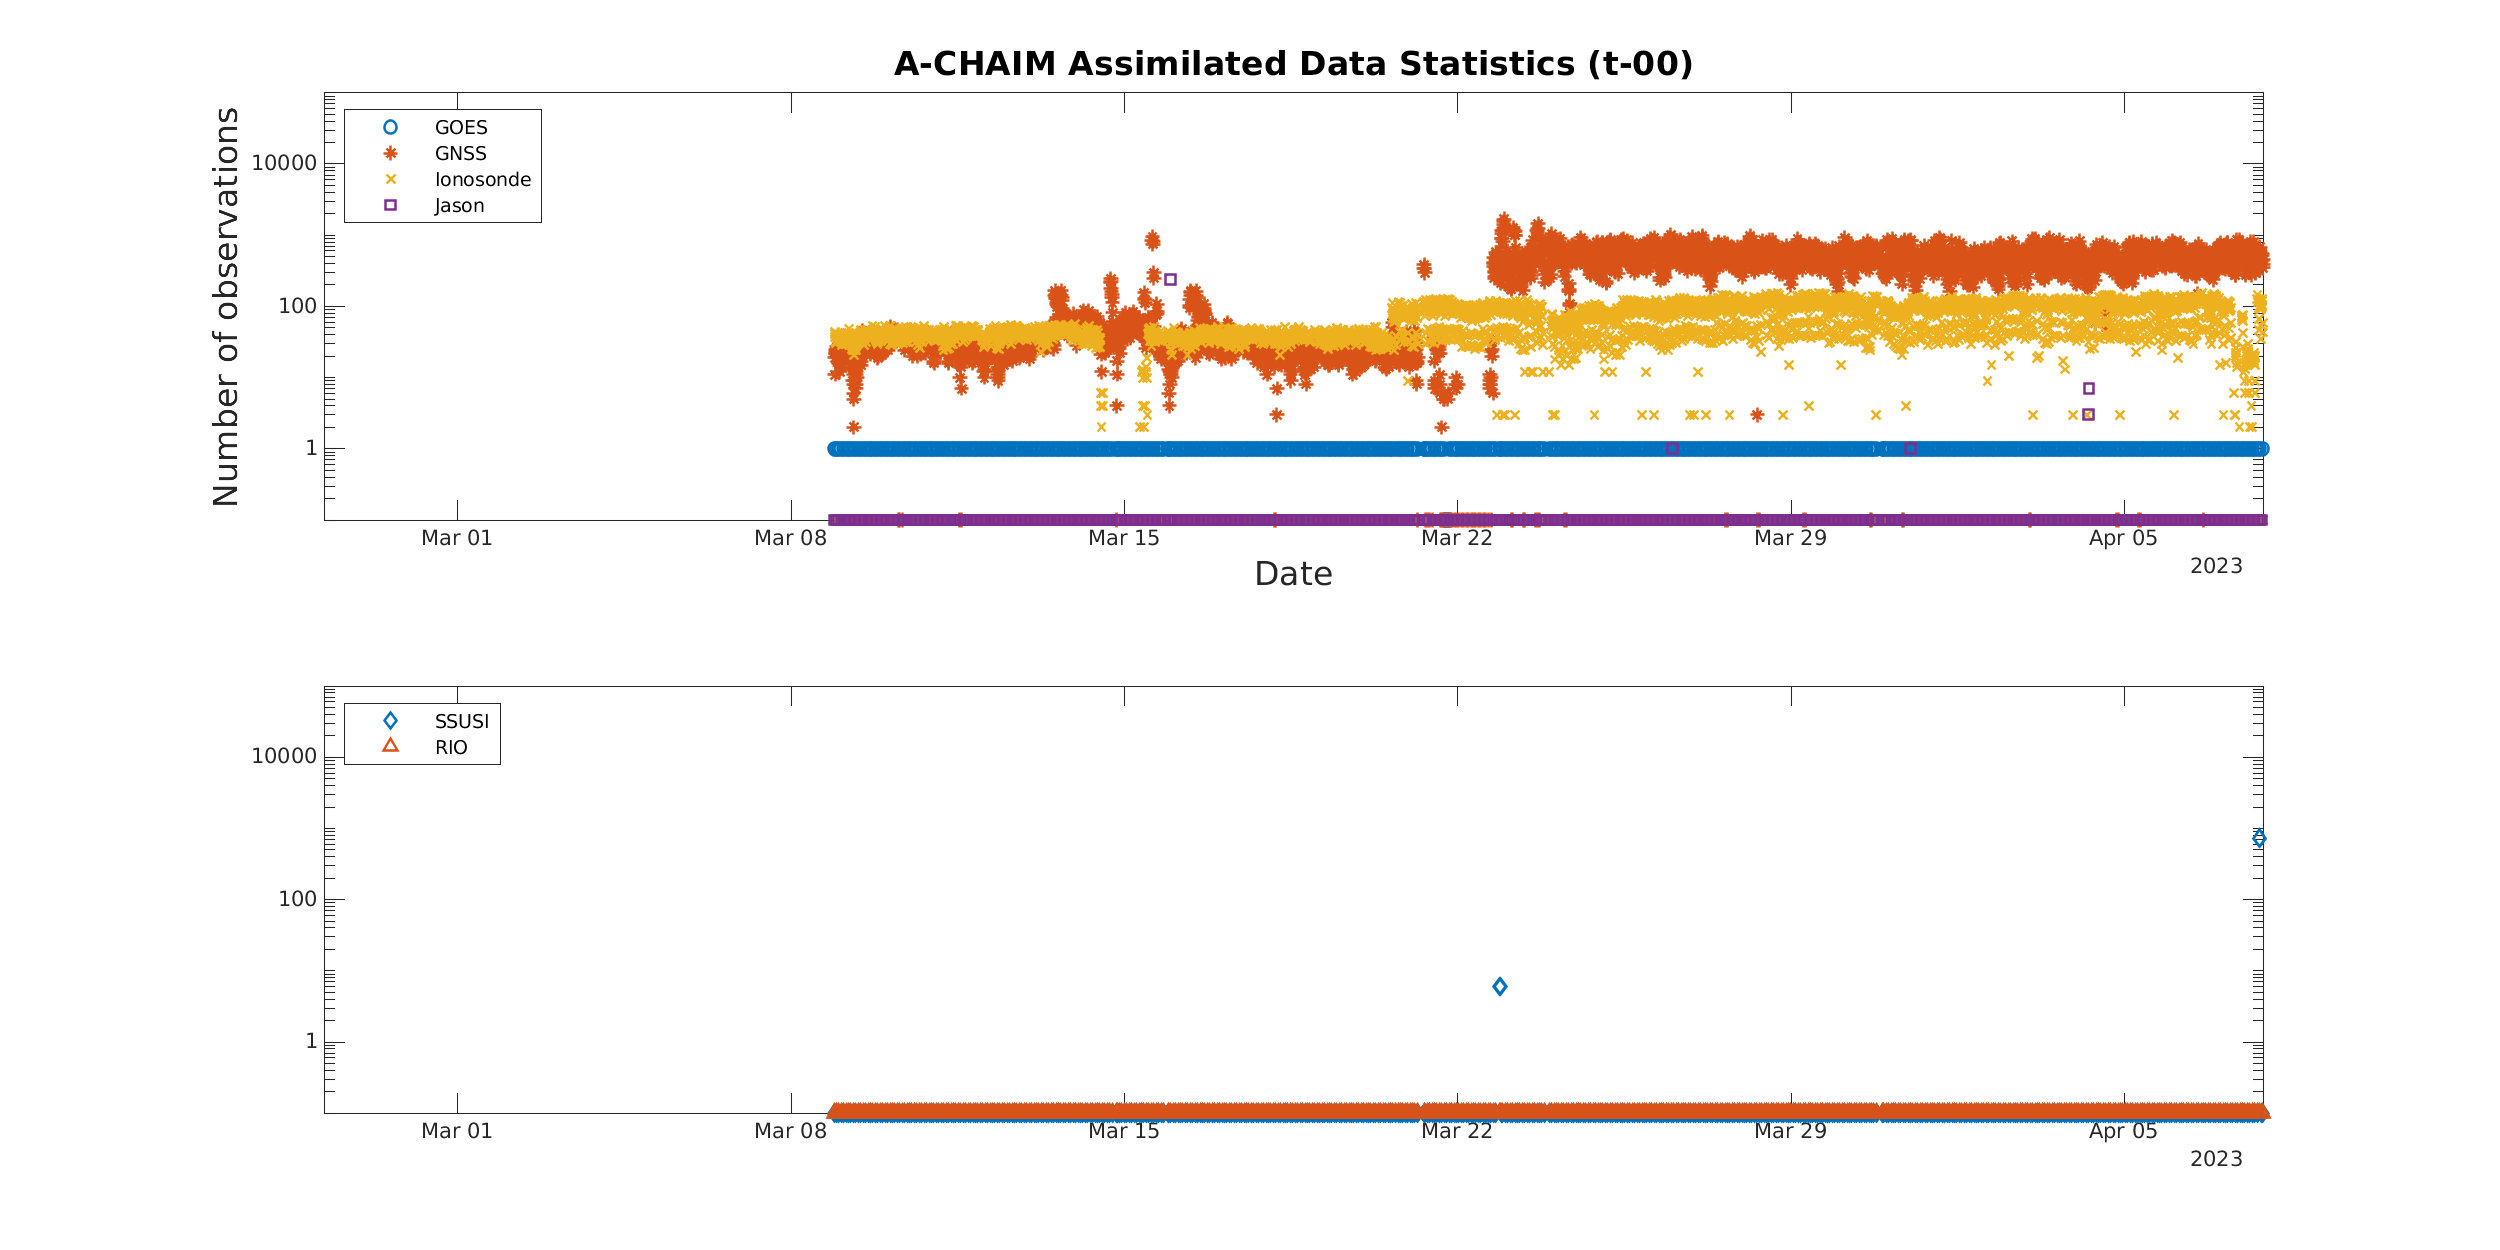 A-CHAIM Assimilated Data Statistics (t-00)
Number of observations
10000
100
1
GOES
GNSS
Ionosonde
Jason
Mar 01 Mar 08 Mar 15 Mar 22 Mar 29 Apr 05
2023
Date
10000
100
1
SSUSI
RIO
Mar 01 Mar 08 Mar 15 Mar 22 Mar 29 Apr 05
2023